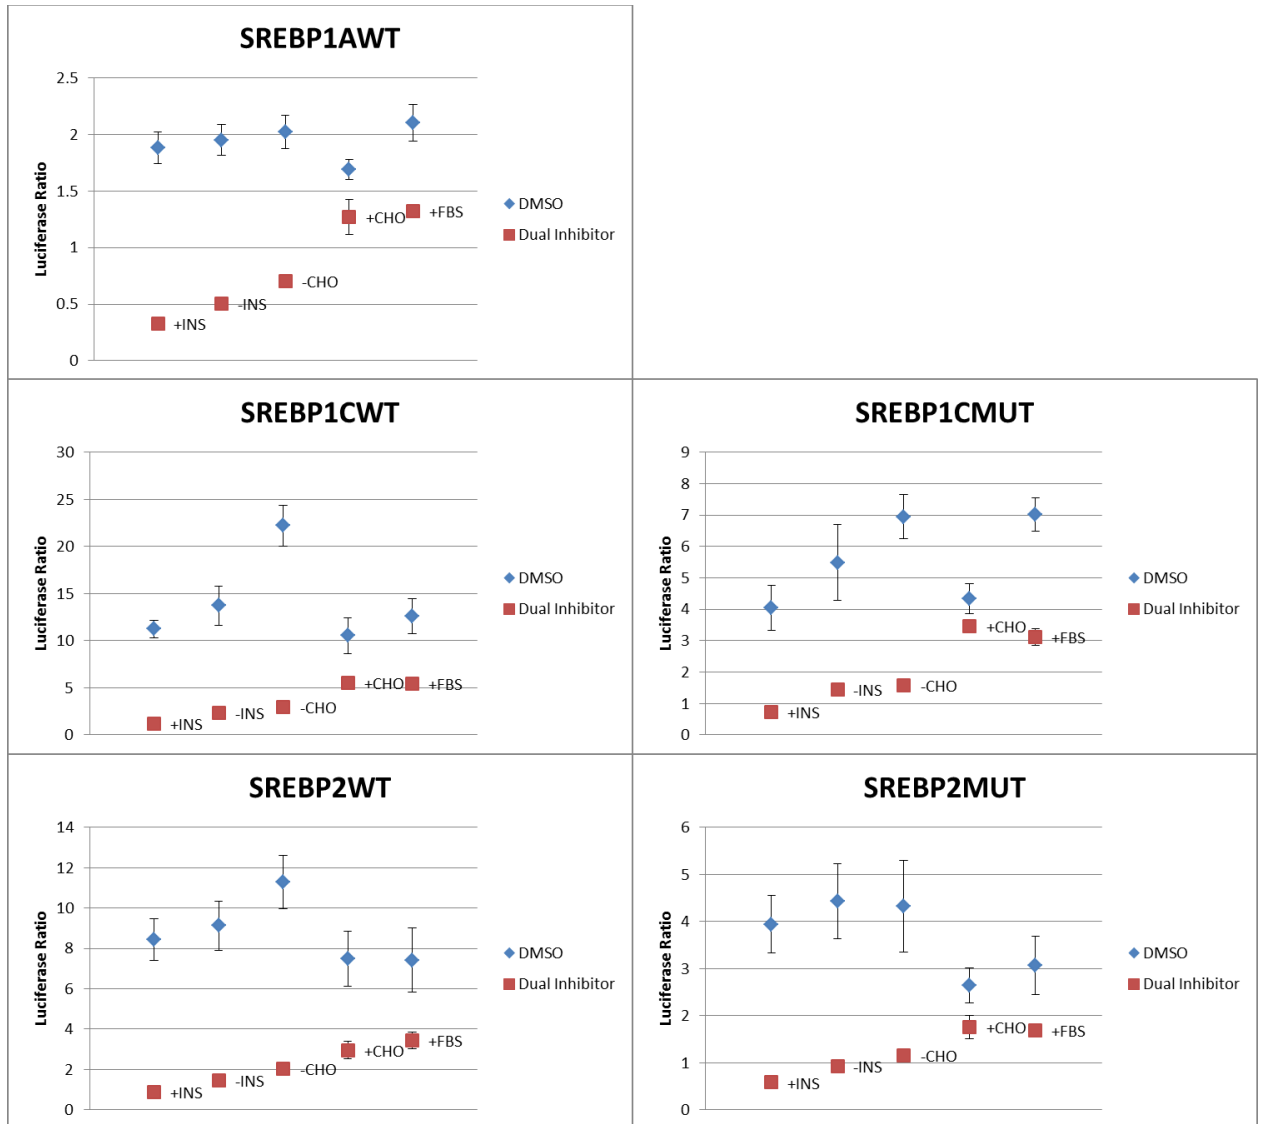 SREBP1AWT
2.5
2
1.5
1
0.5
0
Luciferase Ratio
+INS
-INS
-CHO
+CHO
+FBS
DMSO
Dual Inhibitor
SREBP1CWT
30
25
20
15
10
5
0
Luciferase Ratio
+INS
-INS
-CHO
+CHO
+FBS
DMSO
Dual Inhibitor
SREBP1CMUT
9
8
7
6
5
4
3
2
1
0
Luciferase Ratio
+INS
-INS
-CHO
+CHO
+FBS
DMSO
Dual Inhibitor
SREBP2WT
14
12
10
8
6
4
2
0
Luciferase Ratio
+INS
-INS
-CHO
+CHO
+FBS
DMSO
Dual Inhibitor
SREBP2MUT
6
5
4
3
2
1
0
Luciferase Ratio
+INS
-INS
-CHO
+CHO
+FBS
DMSO
Dual Inhibitor